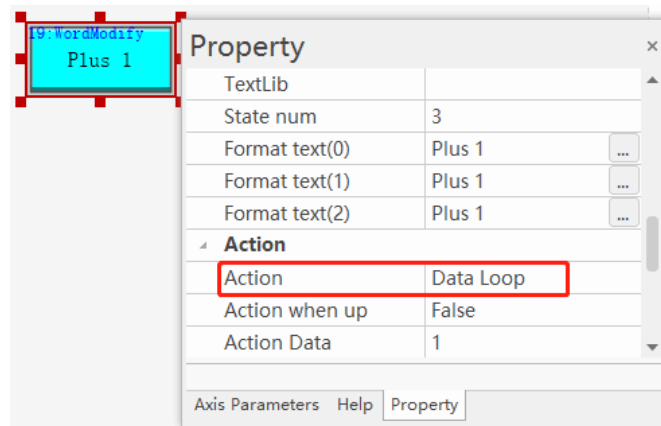 19:WordModify
Plus 1
Property
TextLib
State num 3
Format text(0) Plus 1 ...
Format text(1) Plus 1 ...
Format text(2) Plus 1 ...
Action
Action Data Loop
Action when up False
Action Data 1
Axis Parameters Help Property